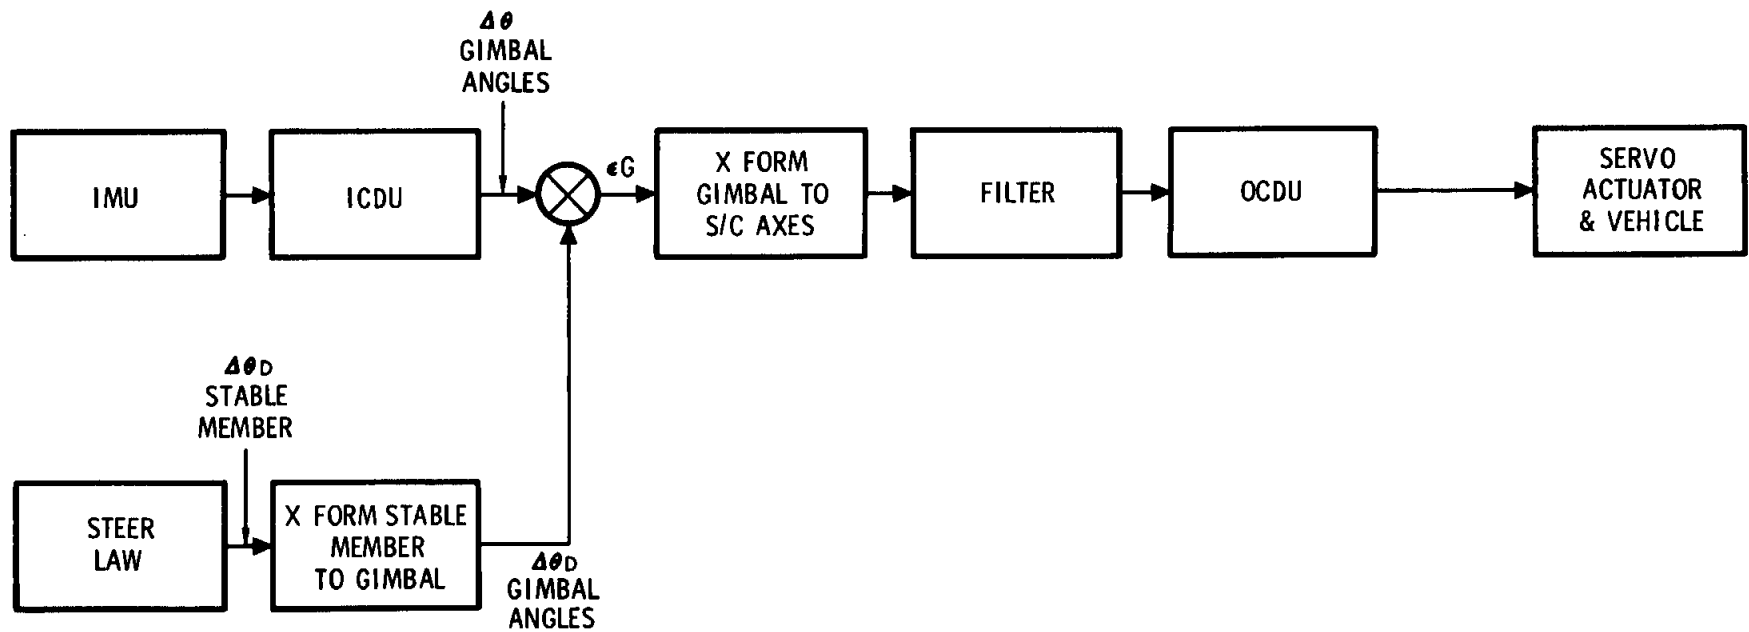 Δθ
GIMBAL
ANGLES
IMU
ICDU
ϵG
X FORM
GIMBAL TO
S/C AXES
FILTER
OCDU
SERVO
ACTUATOR
& VEHICLE
ΔθD
STABLE
MEMBER
STEER
LAW
X FORM STABLE
MEMBER
TO GIMBAL
ΔθD
GIMBAL
ANGLES